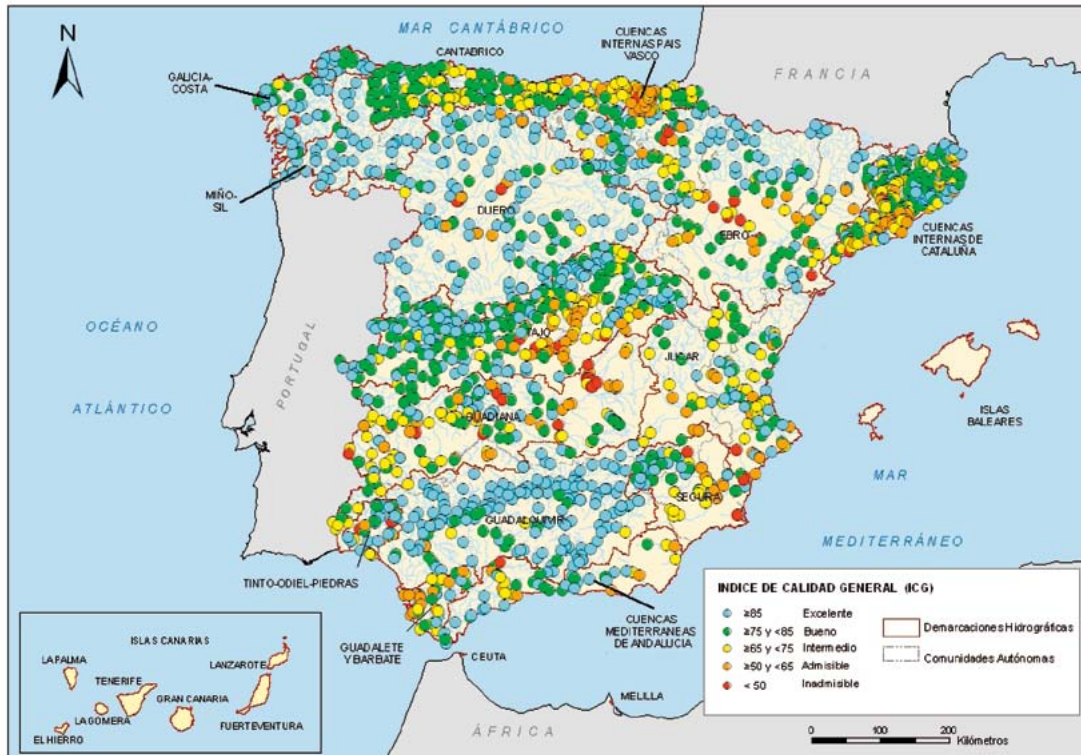 N
MAR CANTÁBRICO
CANTABRICO
CUENCAS
INTERNAS PAIS
VASCO
FRANCIA
GALICIA-
COSTA
MIÑO-
SIL
DUERO
EBRO
CUENCAS
INTERNAS DE
CATALUÑA
OCÉANO
ATLÁNTICO
PORTUGAL
TAJO
JUCAR
GUADIANA
ISLAS
BALEARES
MAR
MEDITERRÁNEO
SEGURA
GUADALQUIVIR
TINTO-ODIEL-PIEDRAS
GUADALETE
Y BARBATE
CUENCAS
MEDITERRANEAS
DE ANDALUCIA
CEUTA
MELILLA
ÁFRICA
ISLAS CANARIAS
LA PALMA
LANZAROTE
TENERIFE
GRAN CANARIA
LA GOMERA
EL HIERRO
FUERTEVENTURA
INDICE DE CALIDAD GENERAL (ICG)
≥85 Excelente
≥75 y <85 Bueno
≥65 y <75 Intermedio
≥50 y <65 Admisible
< 50 Inadmisible
Demarcaciones Hidrográficas
Comunidades Autónomas
0 100 200
Kilómetros